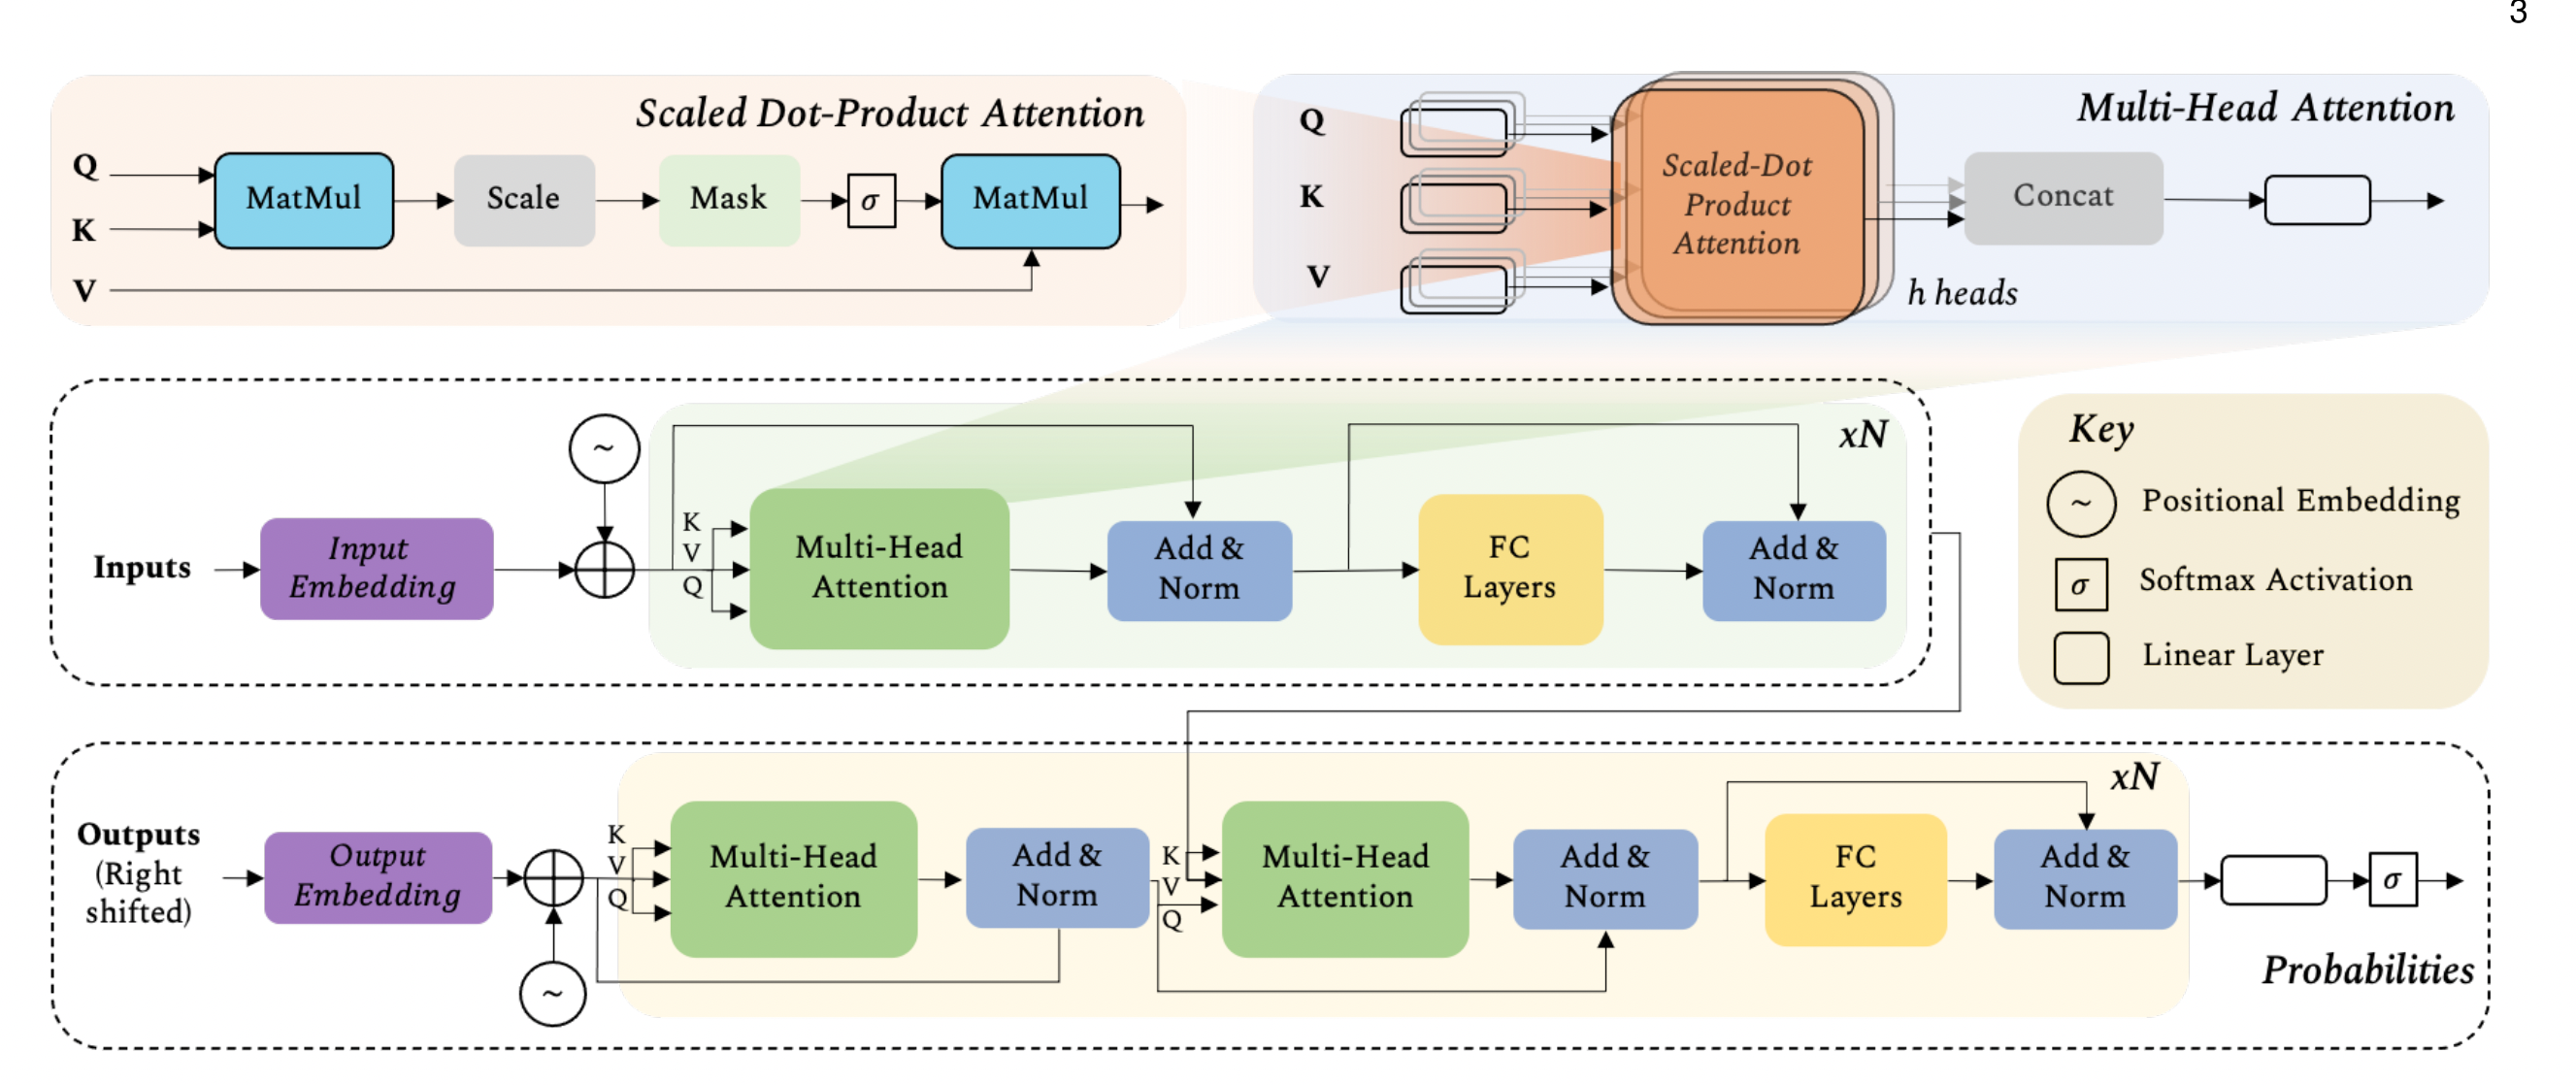 3
Scaled Dot-Product Attention
Q
K
V
MatMul
Scale
Mask
σ
MatMul
Multi-Head Attention
Q
K
V
Scaled-Dot
Product
Attention
h heads
Concat
Inputs
Input
Embedding
~
K
V
Q
Multi-Head
Attention
Add &
Norm
FC
Layers
Add &
Norm
xN
Key
~ Positional Embedding
σ Softmax Activation
Linear Layer
Outputs
(Right
shifted)
Output
Embedding
~
K
V
Q
Multi-Head
Attention
Add &
Norm
K
V
Q
Multi-Head
Attention
Add &
Norm
FC
Layers
Add &
Norm
xN
σ
Probabilities